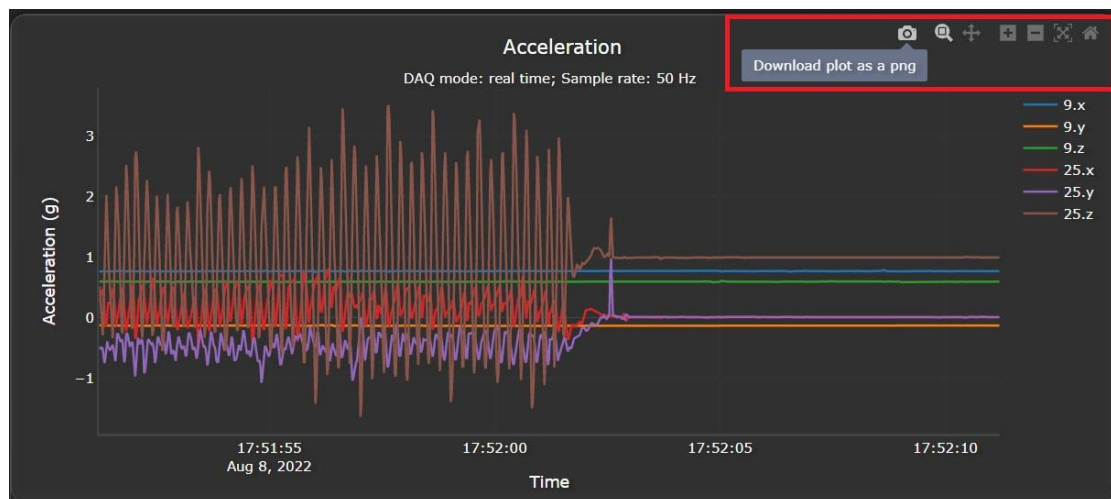 Acceleration
DAQ mode: real time; Sample rate: 50 Hz
Download plot as a png
9.x
9.y
9.z
25.x
25.y
25.z
Acceleration (g)
3
2
1
0
−1
17:51:55
Aug 8, 2022
17:52:00
17:52:05
17:52:10
Time